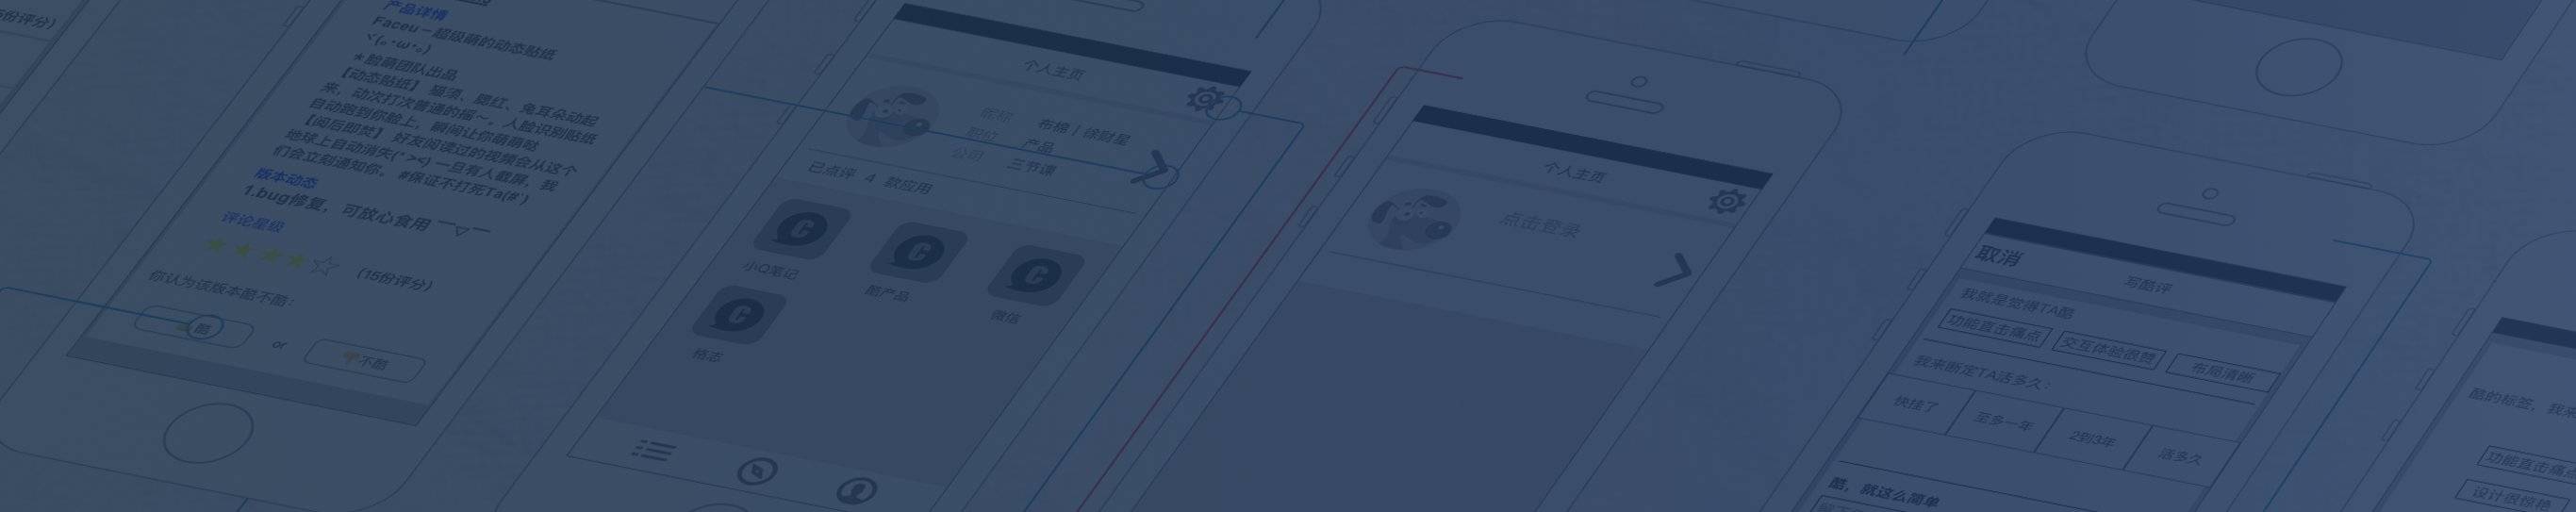 份评分)
产品详情
Faceu - 超级萌的动态贴纸
ヽ(｡･ω･｡)
*脸萌团队出品
【动态贴纸】 猫须、腮红、兔耳朵动起
来，动次打次普通的摇～。人脸识别贴纸
自动跑到你脸上，瞬间让你萌萌哒
【阅后即焚】 好友阅读过的视频会从这个
地球上自动消失(*><) 一旦有人截屏，我
们会立刻通知你。 #保证不打死Ta(#`)
版本动态
1.bug修复，可放心食用 ￣▽￣
评论星级
(15份评分)
你认为该版本酷不酷：
酷
or
不酷
个人主页
昵称 布棉丨徐财星
职位 产品
公司 三节课
已点评 4 款应用
小Q笔记
酷产品
微信
格志
个人主页
点击登录
取消
写酷评
我就是觉得TA酷
功能直击痛点 交互体验很赞 布局清晰
我来断定TA活多久：
快挂了 至多一年 2到3年 活多久
酷，就这么简单
酷的标签，我来
功能直击痛点
设计很惊艳